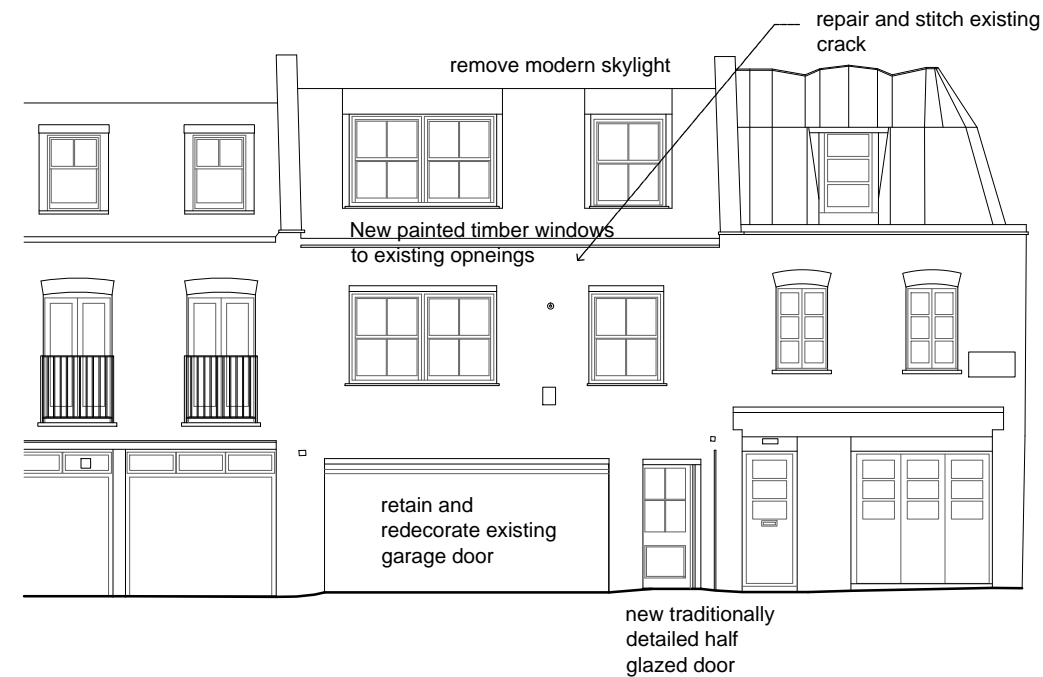 repair and stitch existing
crack
remove modern skylight
New painted timber windows
to existing opneings
retain and
redecorate existing
garage door
new traditionally
detailed half
glazed door